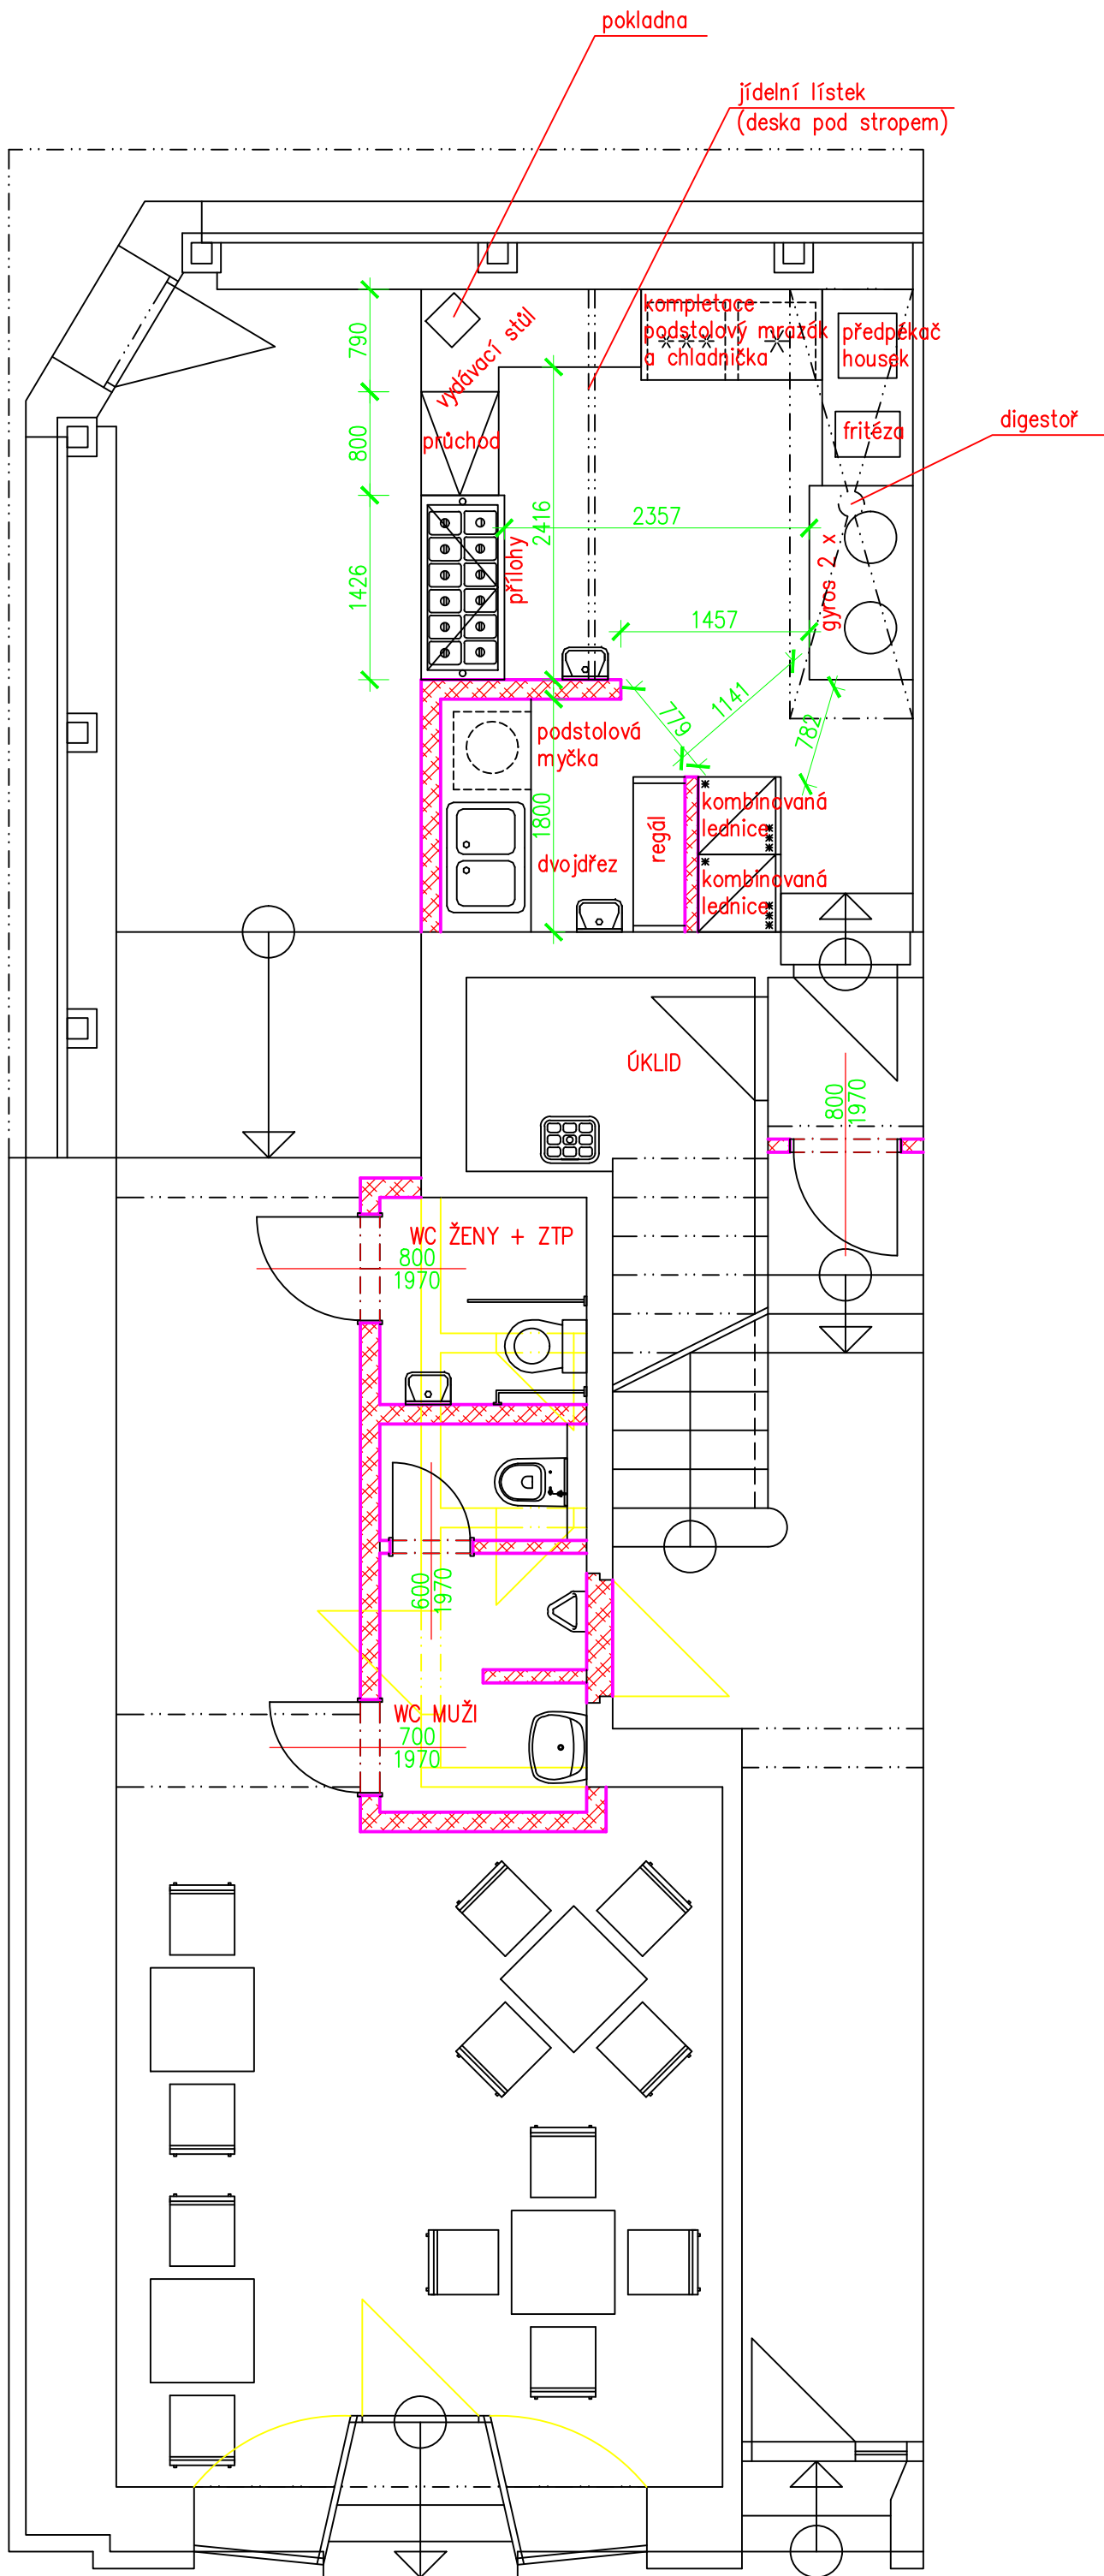 pokladna
jídelní lístek
(deska pod stropem)
kompletace
podstolový mrazák
a chladnička
předpékač
housek
790
vydávací stůl
digestoř
fritéza
800
průchod
2416
2357
1426
přílohy
gyros 2 x
1457
779
1141
782
podstolová
myčka
1800
kombinovaná
lednice
regál
dvojdřez
kombinovaná
lednice
ÚKLID
800
1970
WC ŽENY + ZTP
800
1970
600
1970
WC MUŽI
700
1970